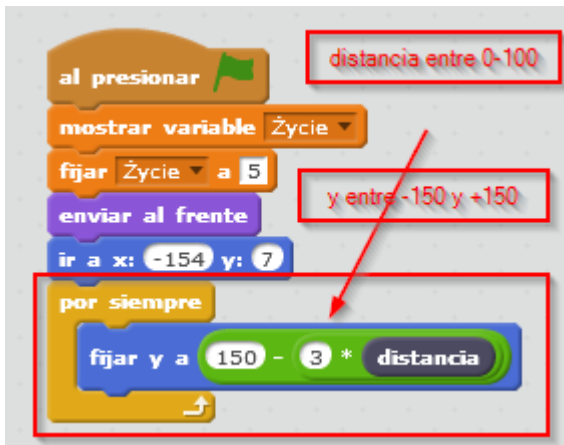 al presionar
distancia entre 0-100
mostrar variable Życie
fijar Życie a 5
y entre -150 y +150
enviar al frente
ir a x: -154 y: 7
por siempre
fijar y a 150 - 3 * distancia